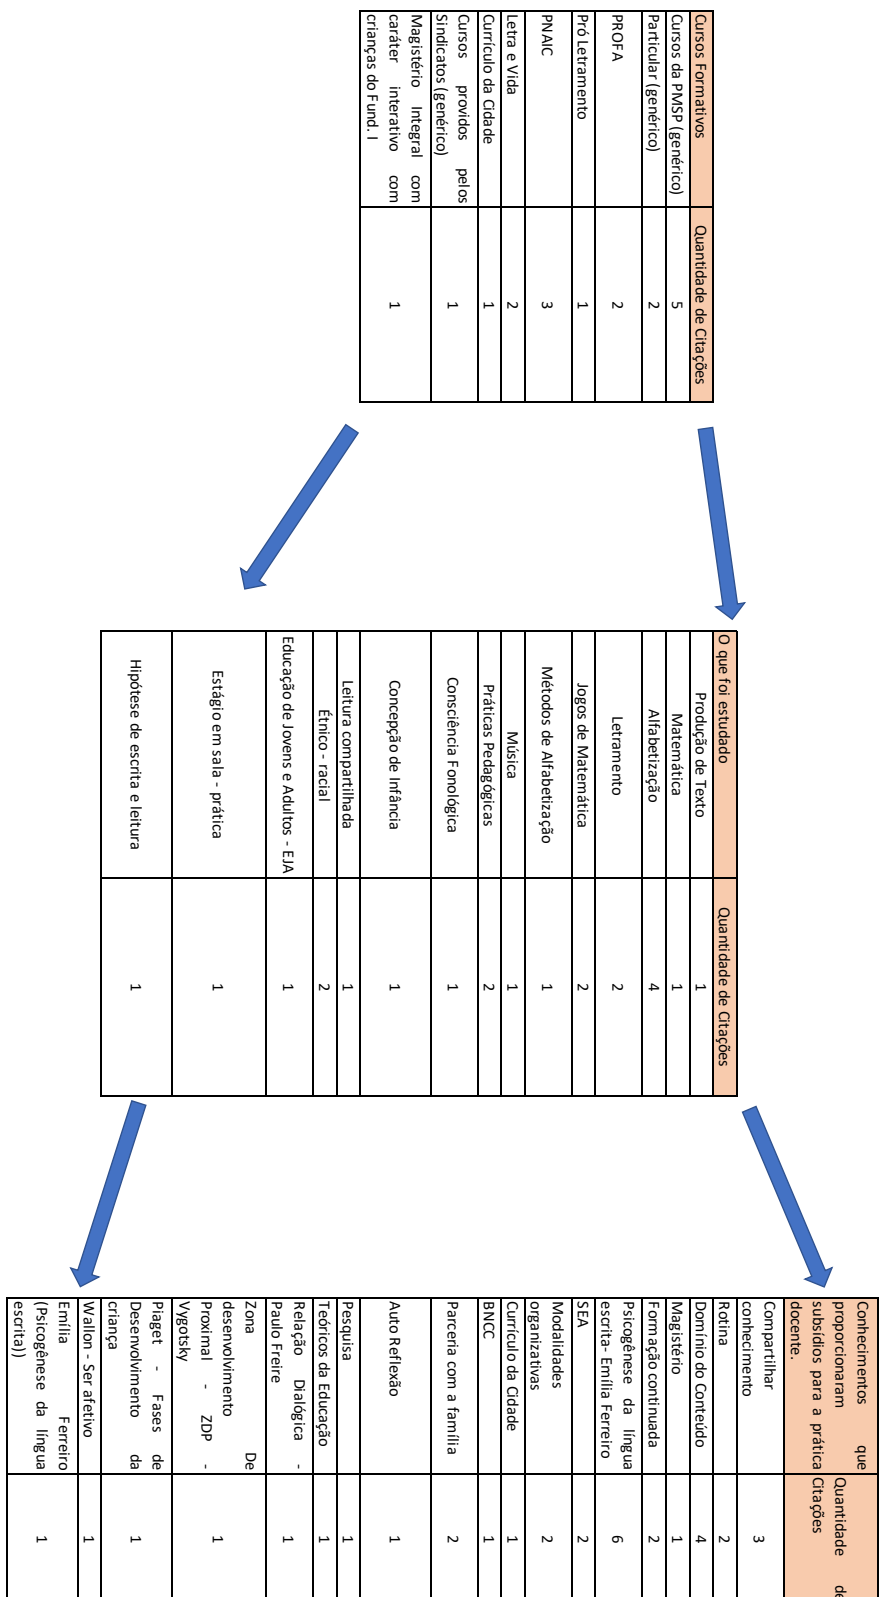 Cursos Formativos Quantidade de Citações
Cursos da PMSP (genérico) 5
Particular (genérico) 2
PROFA 2
Pró Letramento 1
PNAIC 3
Letra e Vida 2
Currículo da Cidade 1
Cursos providos pelos
Sindicatos (genérico) 1
Magistério Integral com
caráter interativo com
crianças do Fund. I 1
O que foi estudado Quantidade de Citações
Produção de Texto 1
Matemática 1
Alfabetização 4
Letramento 2
Jogos de Matemática 2
Métodos de Alfabetização 1
Música 1
Práticas Pedagógicas 2
Consciência Fonológica 1
Concepção de Infância 1
Leitura compartilhada 1
Étnico - racial 2
Educação de Jovens e Adultos - EJA 1
Estágio em sala - prática 1
Hipótese de escrita e leitura 1
Conhecimentos que
proporcionaram
subsídios para a prática
docente.
Quantidade de
Citações
Compartilhar
conhecimento 3
Rotina 2
Domínio do Conteúdo 4
Magistério 1
Formação continuada 2
Psicogênese da língua
escrita- Emília Ferreiro 6
SEA 2
Modalidades
organizativas 2
Currículo da Cidade 1
BNCC 1
Parceria com a família 2
Auto Reflexão 1
Pesquisa 1
Teóricos da Educação 1
Relação Dialógica -
Paulo Freire 1
Zona De
desenvolvimento
Proximal - ZDP -
Vygotsky 1
Piaget - Fases de
Desenvolvimento da
criança 1
Wallon - Ser afetivo 1
Emília Ferreiro
(Psicogênese da língua
escrita)) 1